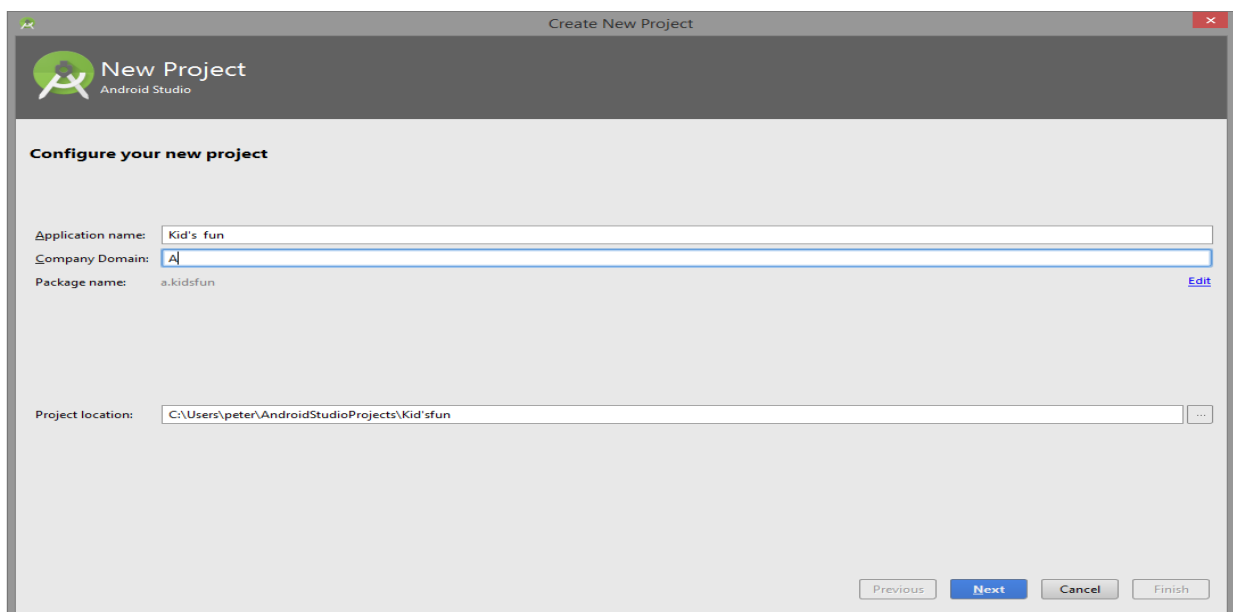 Create New Project
New Project
Android Studio
Configure your new project
Application name: Kid's fun
Company Domain: A
Package name: a.kidsfun Edit
Project location: C:\Users\peter\AndroidStudioProjects\Kid'sfun ...
Previous Next Cancel Finish